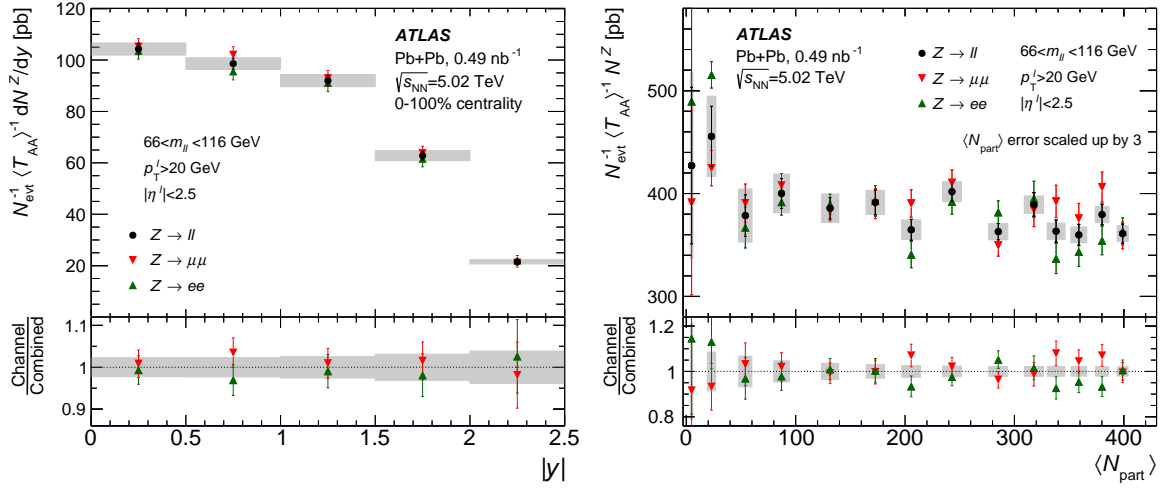 N_evt^-1 ⟨T_AA⟩^-1 dN^Z/dy [pb]
120
100
80
60
40
20
ATLAS
Pb+Pb, 0.49 nb^-1
√s_NN=5.02 TeV
0-100% centrality
66<m_ll<116 GeV
p_T^l>20 GeV
|η^l|<2.5
Z → ll
Z → μμ
Z → ee
Channel
Combined
1.1
1
0.9
0 0.5 1 1.5 2 2.5
|y|
N_evt^-1 ⟨T_AA⟩^-1 N^Z [pb]
500
400
300
ATLAS
Pb+Pb, 0.49 nb^-1
√s_NN=5.02 TeV
Z → ll
Z → μμ
Z → ee
66<m_ll<116 GeV
p_T^l>20 GeV
|η^l|<2.5
⟨N_part⟩ error scaled up by 3
Channel
Combined
1.2
1.0
0.8
0 100 200 300 400
⟨N_part⟩